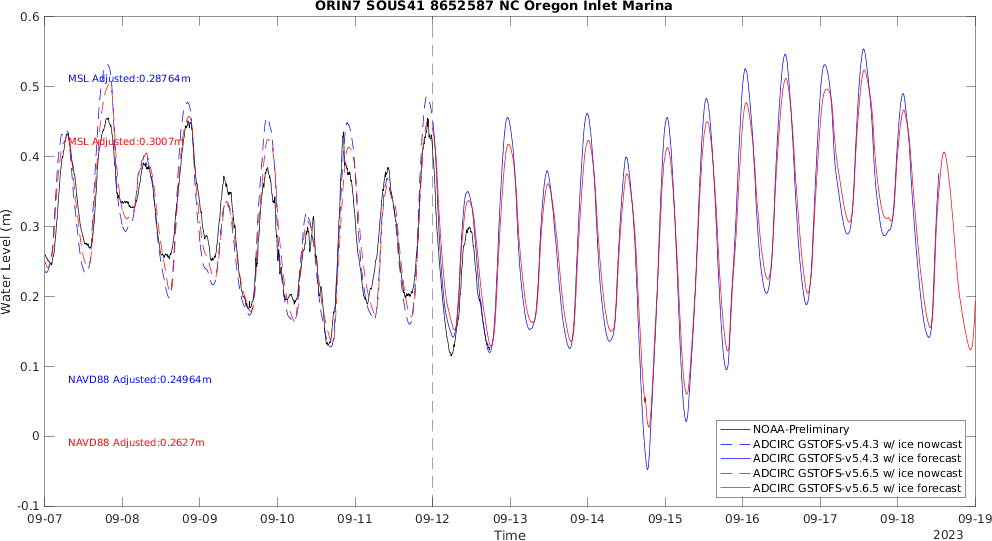 ORIN7 SOUS41 8652587 NC Oregon Inlet Marina
0.6
0.5
0.4
0.3
0.2
0.1
0
-0.1
Water Level (m)
MSL Adjusted:0.28764m
MSL Adjusted:0.3007m
NAVD88 Adjusted:0.24964m
NAVD88 Adjusted:0.2627m
NOAA-Preliminary
ADCIRC GSTOFS-v5.4.3 w/ ice nowcast
ADCIRC GSTOFS-v5.4.3 w/ ice forecast
ADCIRC GSTOFS-v5.6.5 w/ ice nowcast
ADCIRC GSTOFS-v5.6.5 w/ ice forecast
09-07 09-08 09-09 09-10 09-11 09-12 09-13 09-14 09-15 09-16 09-17 09-18 09-19
Time
2023